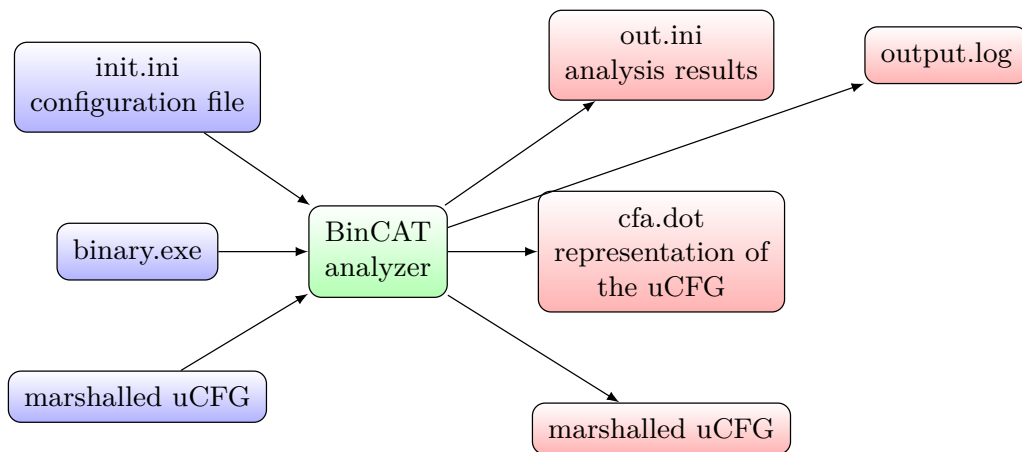 init.ini
configuration file
out.ini
analysis results
output.log
binary.exe
BinCAT
analyzer
cfa.dot
representation of
the uCFG
marshalled uCFG
marshalled uCFG